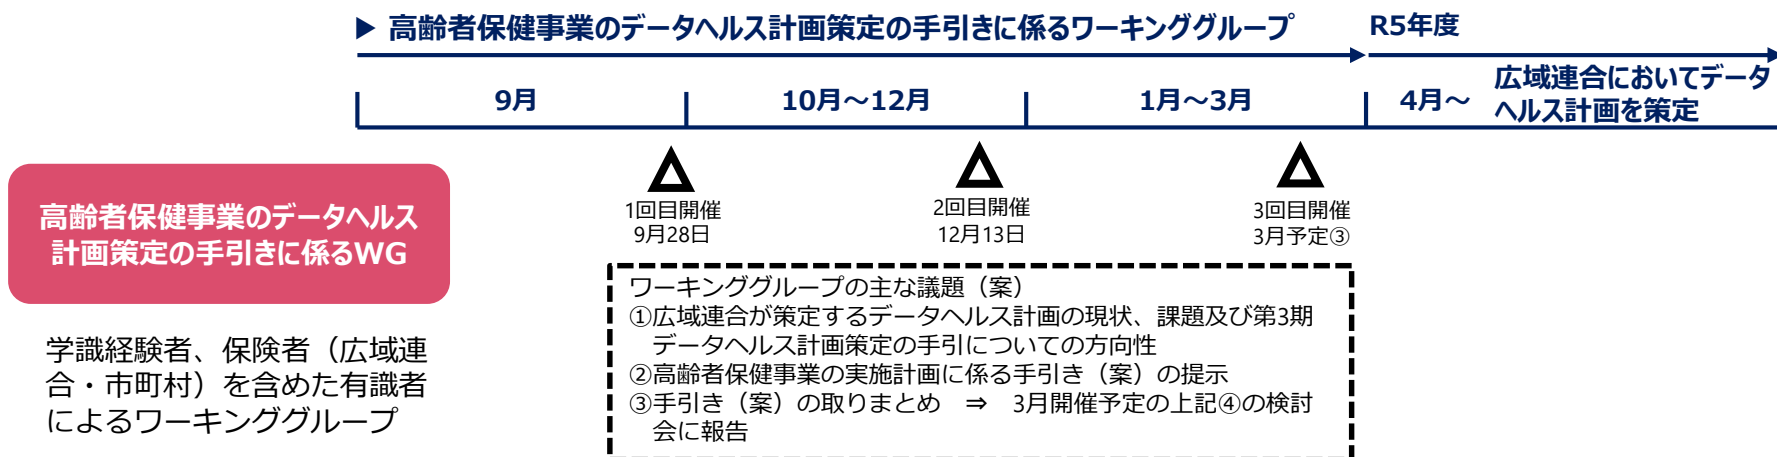 ▶ 高齢者保健事業のデータヘルス計画策定の手引きに係るワーキンググループ
R5年度
9月
10月～12月
1月～3月
4月～
広域連合においてデータ
ヘルス計画を策定
1回目開催
9月28日
2回目開催
12月13日
3回目開催
3月予定③
高齢者保健事業のデータヘルス
計画策定の手引きに係るWG
学識経験者、保険者（広域連
合・市町村）を含めた有識者
によるワーキンググループ
ワーキンググループの主な議題（案）
①広域連合が策定するデータヘルス計画の現状、課題及び第3期
データヘルス計画策定の手引についての方向性
②高齢者保健事業の実施計画に係る手引き（案）の提示
③手引き（案）の取りまとめ　⇒　3月開催予定の上記④の検討
会に報告